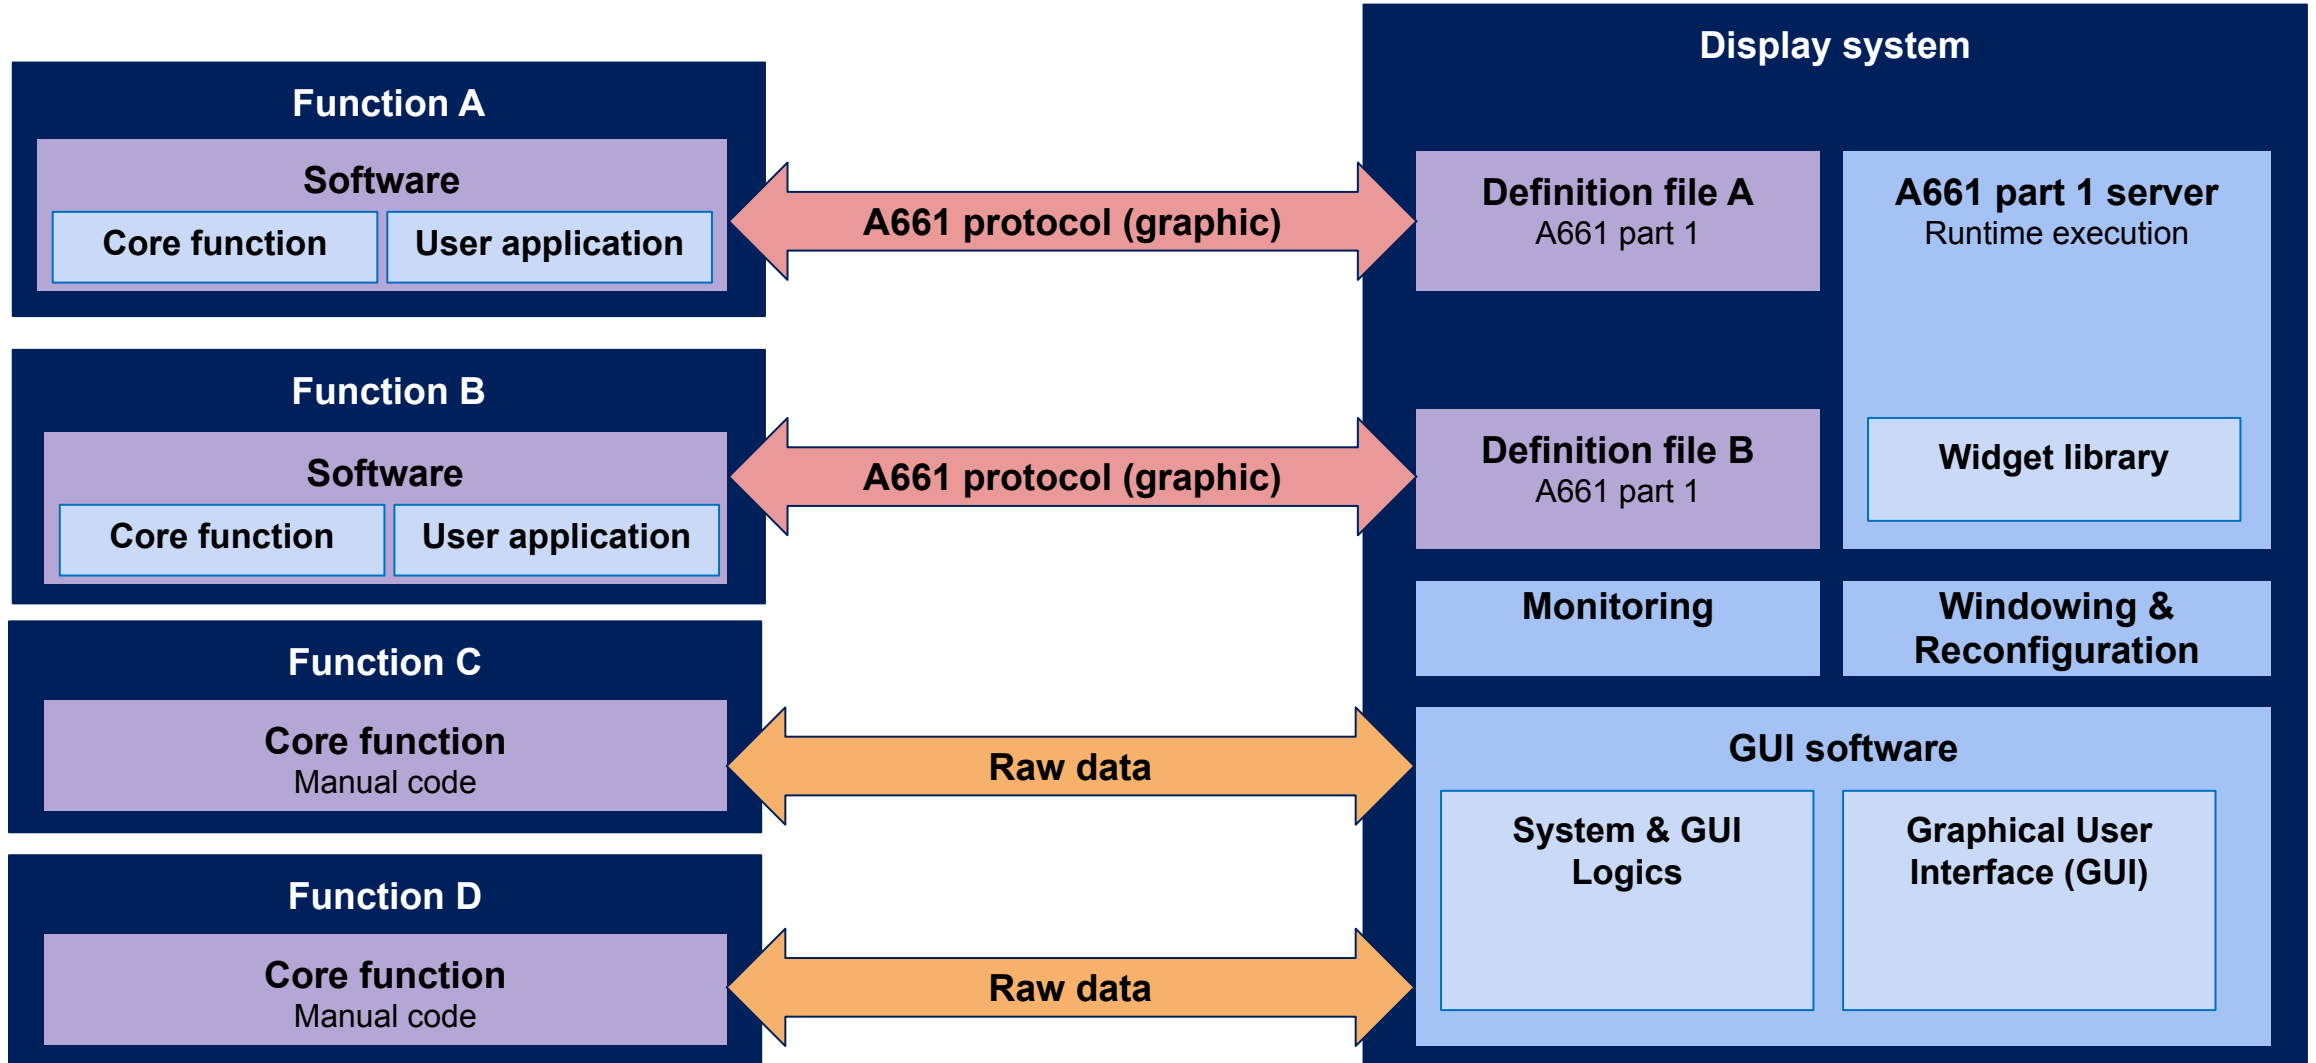 Display system
Function A
Software
Core function
User application
A661 protocol (graphic)
Definition file A
A661 part 1
A661 part 1 server
Runtime execution
Function B
Software
Core function
User application
A661 protocol (graphic)
Definition file B
A661 part 1
Widget library
Monitoring
Windowing &
Reconfiguration
Function C
Core function
Manual code
Raw data
GUI software
System & GUI
Logics
Graphical User
Interface (GUI)
Function D
Core function
Manual code
Raw data